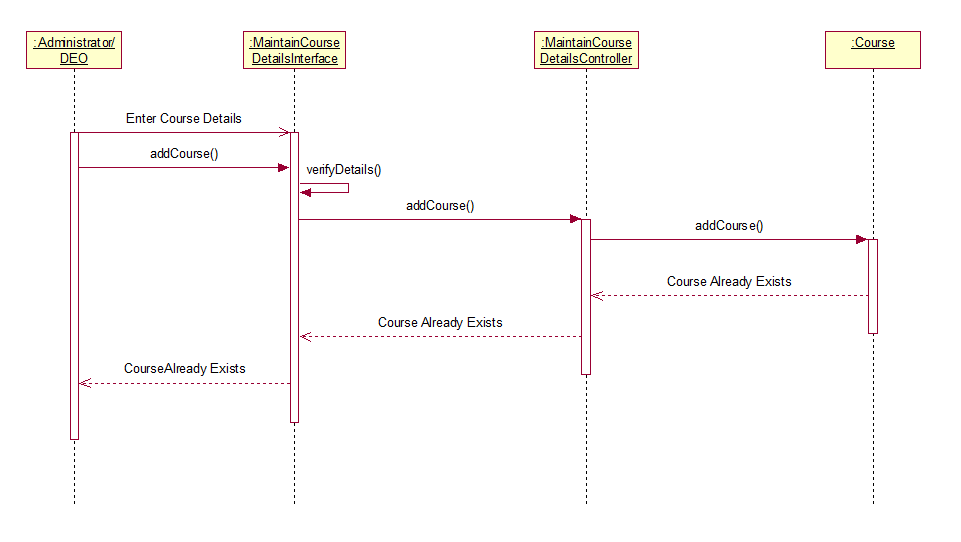 :Administrator/
DEO
:MaintainCourse
DetailsInterface
:MaintainCourse
DetailsController
:Course
Enter Course Details
addCourse()
verifyDetails()
addCourse()
addCourse()
Course Already Exists
Course Already Exists
CourseAlready Exists